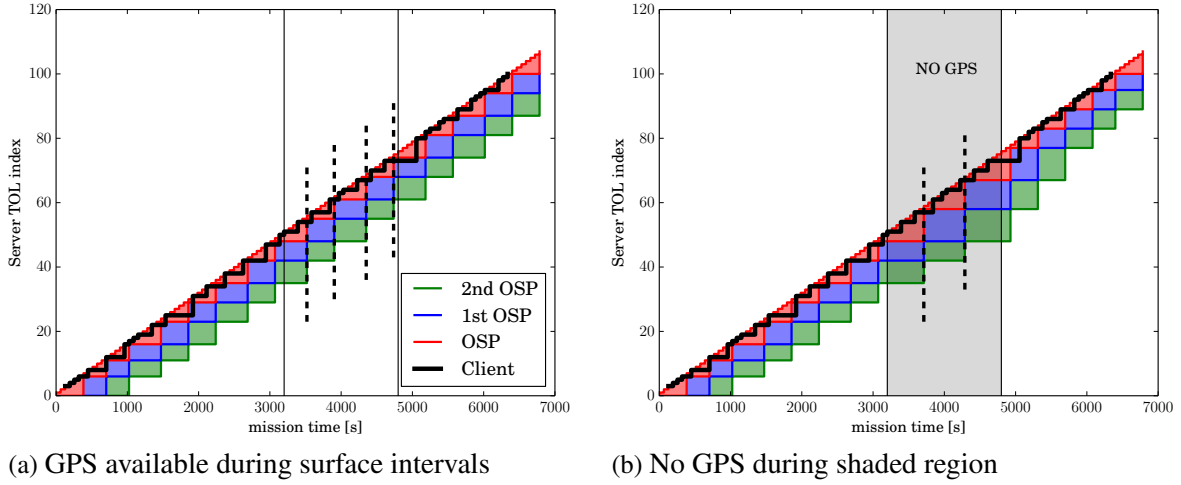 120
100
80
60
40
20
0
Server TOL index
0 1000 2000 3000 4000 5000 6000 7000
mission time [s]
2nd OSP
1st OSP
OSP
Client
(a) GPS available during surface intervals
120
100
80
60
40
20
0
Server TOL index
NO GPS
0 1000 2000 3000 4000 5000 6000 7000
mission time [s]
(b) No GPS during shaded region